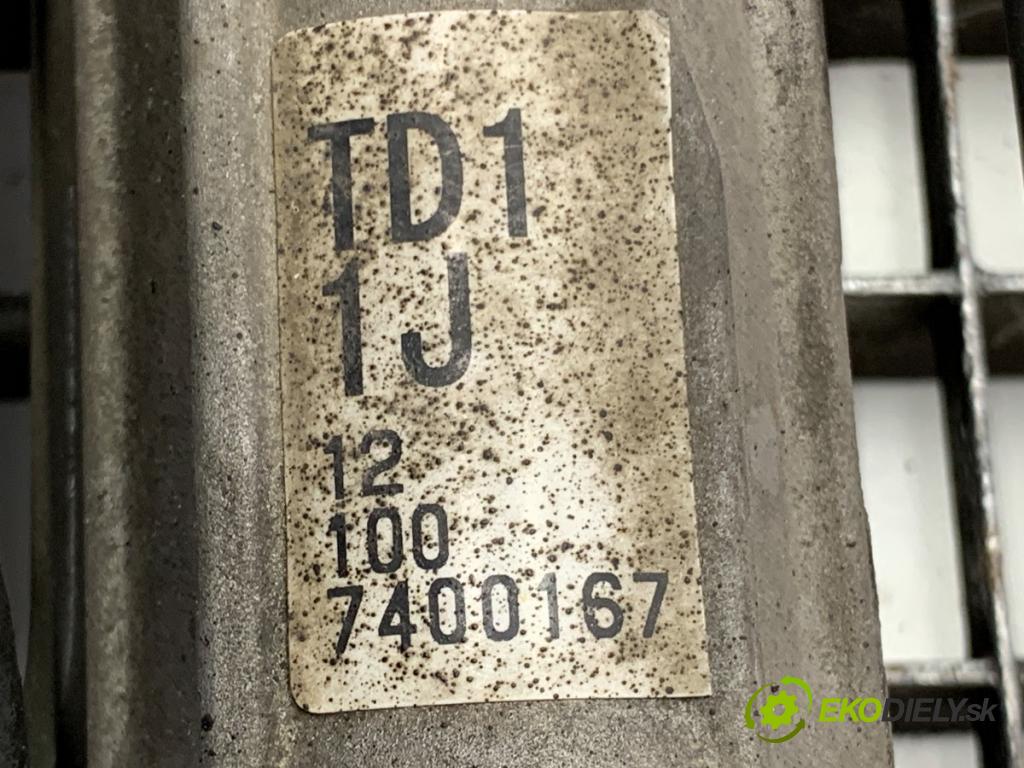 TD1
1J
12
100
7400167
EKODIELY.sk